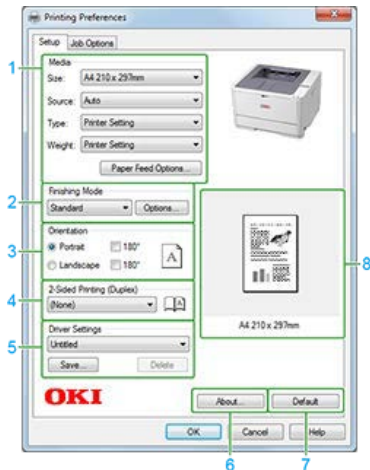 Printing Preferences
Setup Job Options
Media
1
Size: A4 210 x 297mm
Source: Auto
Type: Printer Setting
Weight: Printer Setting
Paper Feed Options...
Finishing Mode
2 Standard Options...
Orientation
3 Portrait 180°
Landscape 180°
A
8
2-Sided Printing (Duplex)
4 (None) A
A4 210 x 297mm
Driver Settings
5 Untitled
Save... Delete
OKI
About... Default
OK Cancel Help
6 7